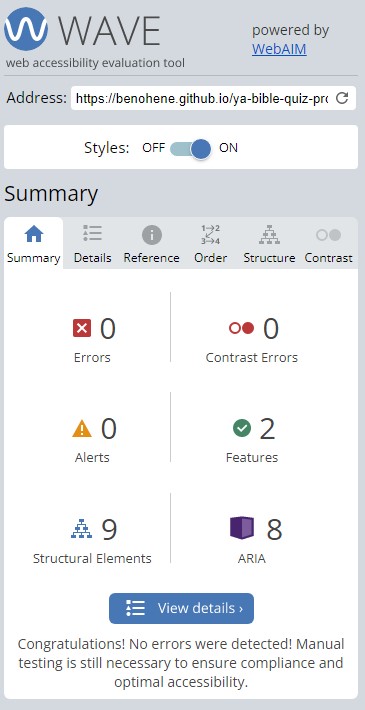 WAVE
web accessibility evaluation tool
powered by
WebAIM
Address: https://benohene.github.io/ya-bible-quiz-pro
Styles: OFF ON
Summary
Summary Details Reference Order Structure Contrast
0 0
Errors Contrast Errors
0 2
Alerts Features
9 8
Structural Elements ARIA
View details ›
Congratulations! No errors were detected! Manual
testing is still necessary to ensure compliance and
optimal accessibility.